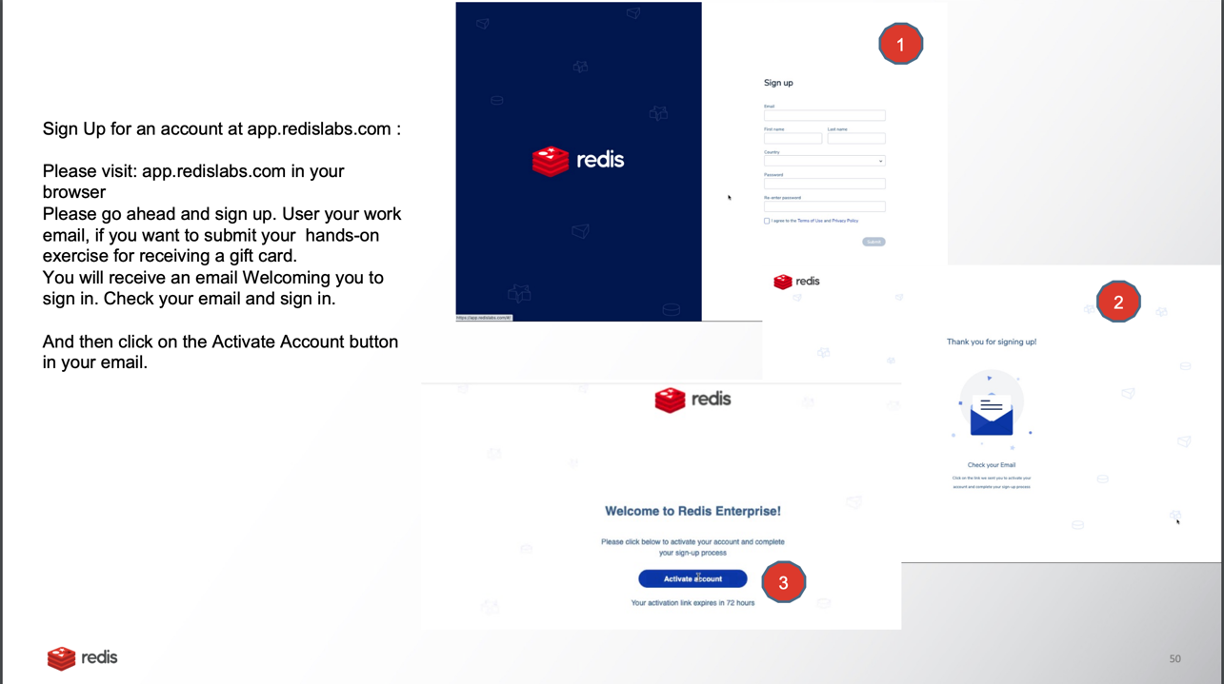 Sign Up for an account at app.redislabs.com :
Please visit: app.redislabs.com in your
browser
Please go ahead and sign up. User your work
email, if you want to submit your hands-on
exercise for receiving a gift card.
You will receive an email Welcoming you to
sign in. Check your email and sign in.
And then click on the Activate Account button
in your email.
redis
https://app.redislabs.com/#/
1
Sign up
Email
First name Last name
Country
Password
Re-enter password
I agree to the Terms of Use and Privacy Policy
Submit
redis
2
Thank you for signing up!
Check your Email
Click on the link we sent you to activate your
account and complete your sign-up process
redis
Welcome to Redis Enterprise!
Please click below to activate your account and complete
your sign-up process
Activate account
3
Your activation link expires in 72 hours
redis
50